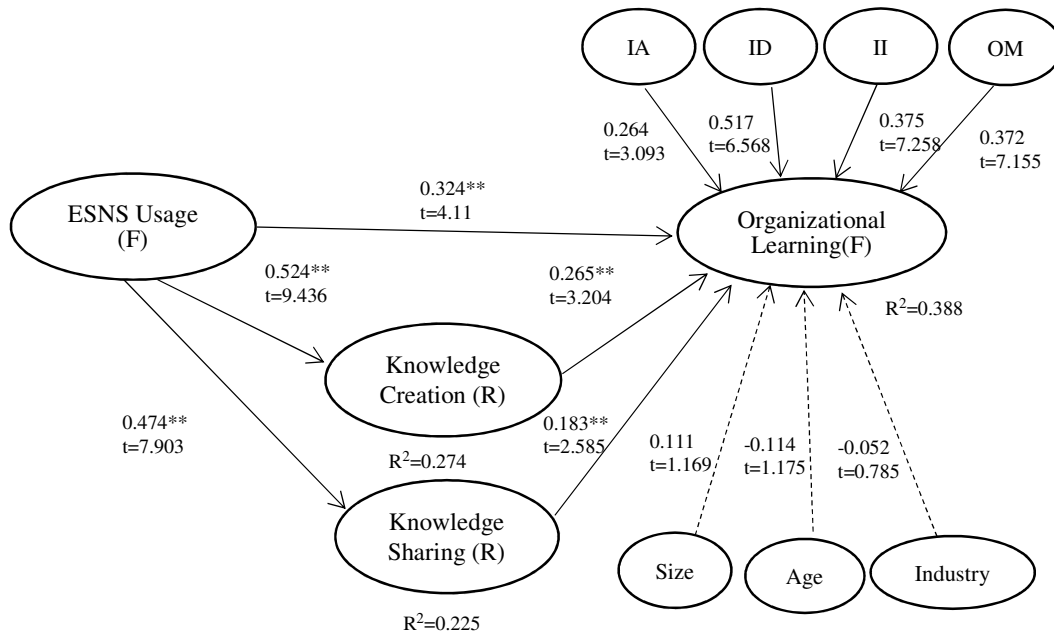 IA
ID
II
OM
0.264
t=3.093
0.517
t=6.568
0.375
t=7.258
0.372
t=7.155
ESNS Usage
(F)
0.324**
t=4.11
Organizational
Learning(F)
R²=0.388
0.524**
t=9.436
0.265**
t=3.204
Knowledge
Creation (R)
R²=0.274
0.474**
t=7.903
0.183**
t=2.585
Knowledge
Sharing (R)
R²=0.225
0.111
t=1.169
-0.114
t=1.175
-0.052
t=0.785
Size
Age
Industry